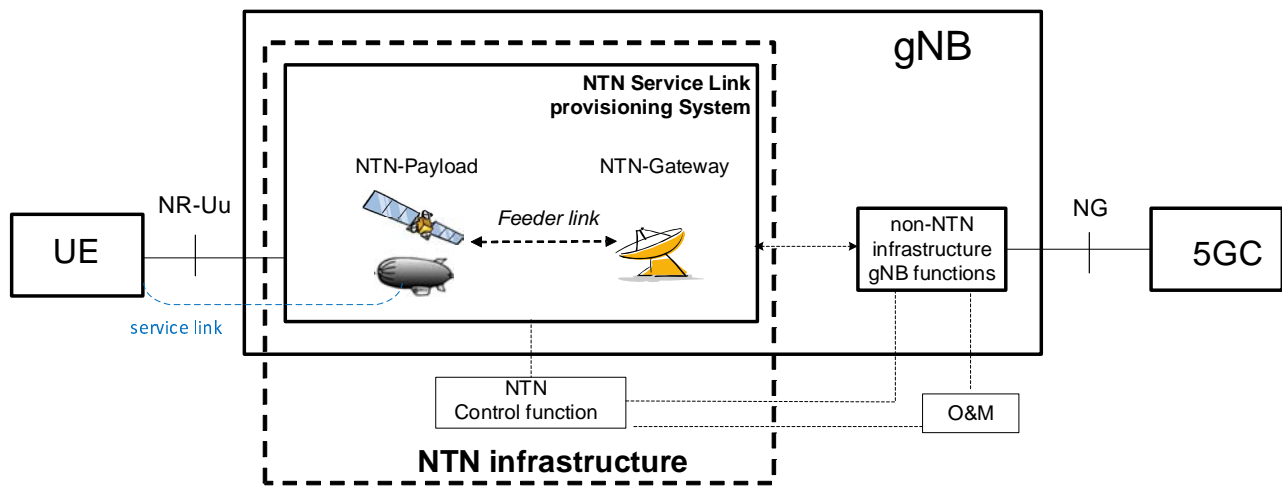 gNB
NTN Service Link
provisioning System
NTN-Payload
NTN-Gateway
NR-Uu
Feeder link
NG
UE
non-NTN
infrastructure
gNB functions
5GC
service link
NTN
Control function
O&M
NTN infrastructure